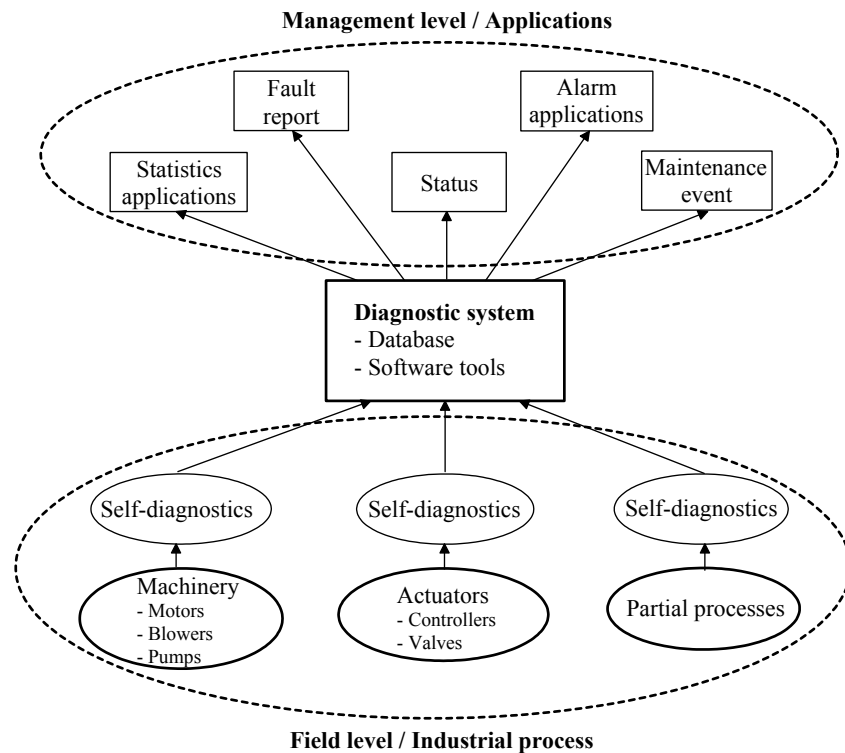 Management level / Applications
Fault
report
Alarm
applications
Statistics
applications
Status
Maintenance
event
Diagnostic system
- Database
- Software tools
Self-diagnostics
Self-diagnostics
Self-diagnostics
Machinery
- Motors
- Blowers
- Pumps
Actuators
- Controllers
- Valves
Partial processes
Field level / Industrial process